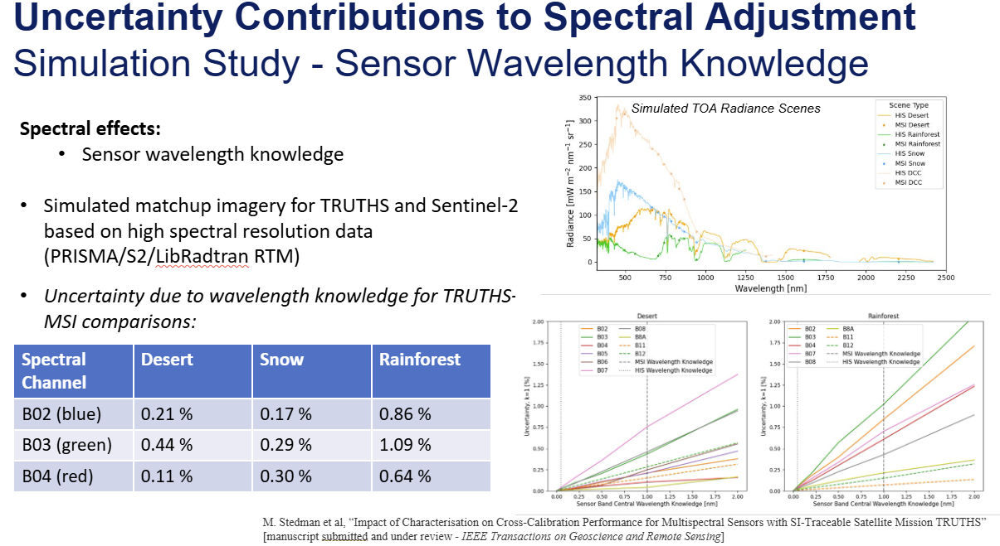 Uncertainty Contributions to Spectral Adjustment
Simulation Study - Sensor Wavelength Knowledge
Spectral effects:
• Sensor wavelength knowledge
• Simulated matchup imagery for TRUTHS and Sentinel-2
based on high spectral resolution data
(PRISMA/S2/LibRadtran RTM)
• Uncertainty due to wavelength knowledge for TRUTHS-
MSI comparisons:
Spectral Channel Desert Snow Rainforest
B02 (blue) 0.21 % 0.17 % 0.86 %
B03 (green) 0.44 % 0.29 % 1.09 %
B04 (red) 0.11 % 0.30 % 0.64 %
Simulated TOA Radiance Scenes
Scene Type
HIS Desert
MSI Desert
HIS Rainforest
MSI Rainforest
HIS Snow
MSI Snow
HIS DCC
MSI DCC
Radiance [mW m⁻² nm⁻¹ sr⁻¹]
350
300
250
200
150
100
50
0
500 750 1000 1250 1500 1750 2000 2250 2500
Wavelength [nm]
Desert
B02 B08
B03 B8A
B04 B11
B05 B12
B06 MSI Wavelength Knowledge
B07 HIS Wavelength Knowledge
Uncertainty, k=1 [%]
2.00
1.75
1.50
1.25
1.00
0.75
0.50
0.25
0.00
0.00 0.25 0.50 0.75 1.00 1.25 1.50 1.75 2.00
Sensor Band Central Wavelength Knowledge [nm]
Rainforest
B02 B8A
B03 B11
B04 B12
B07 MSI Wavelength Knowledge
B08 HIS Wavelength Knowledge
Uncertainty, k=1 [%]
2.00
1.75
1.50
1.25
1.00
0.75
0.50
0.25
0.00
0.00 0.25 0.50 0.75 1.00 1.25 1.50 1.75 2.00
Sensor Band Central Wavelength Knowledge [nm]
M. Stedman et al, “Impact of Characterisation on Cross-Calibration Performance for Multispectral Sensors with SI-Traceable Satellite Mission TRUTHS”
[manuscript submitted and under review - IEEE Transactions on Geoscience and Remote Sensing]